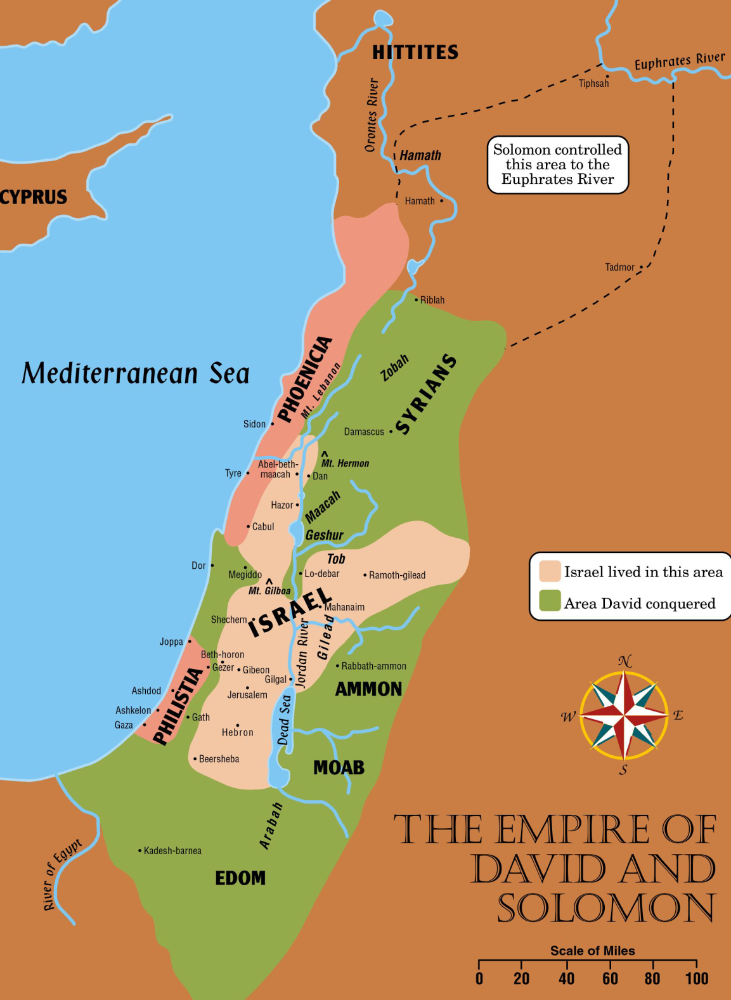 HITTITES
Euphrates River
Tiphsah
Orontes River
Solomon controlled
this area to the
Euphrates River
Hamath
CYPRUS
Hamath
Tadmor
Riblah
PHOENICIA
Mt. Lebanon
Zobah
SYRIANS
Mediterranean Sea
Sidon
Damascus
Abel-beth-
maacah
Mt. Hermon
Tyre
Dan
Hazor
Maacah
Cabul
Geshur
Tob
Dor
Megiddo
Lo-debar
Ramoth-gilead
Israel lived in this area
Mt. Gilboa
Area David conquered
ISRAEL
Mahanaim
Shechem
Gilead
Jordan River
Joppa
Beth-horon
Gezer
Gibeon
Rabbath-ammon
Gilgal
AMMON
Ashdod
Jerusalem
PHILISTIA
Ashkelon
Gath
Gaza
Dead Sea
Hebron
Beersheba
MOAB
N
W
E
S
Arabah
River of Egypt
Kadesh-barnea
EDOM
THE EMPIRE OF
DAVID AND
SOLOMON
Scale of Miles
0 20 40 60 80 100